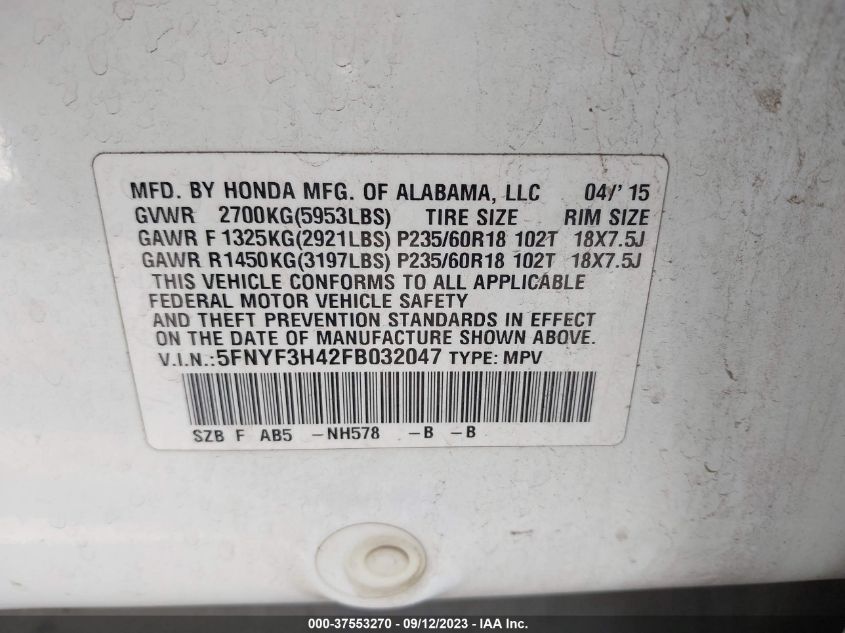 MFD. BY HONDA MFG. OF ALABAMA, LLC 04/'15
GVWR 2700KG(5953LBS) TIRE SIZE RIM SIZE
GAWR F 1325KG(2921LBS) P235/60R18 102T 18X7.5J
GAWR R1450KG(3197LBS) P235/60R18 102T 18X7.5J
THIS VEHICLE CONFORMS TO ALL APPLICABLE
FEDERAL MOTOR VEHICLE SAFETY
AND THEFT PREVENTION STANDARDS IN EFFECT
ON THE DATE OF MANUFACTURE SHOWN ABOVE.
V.I.N.:5FNYF3H42FB032047 TYPE: MPV
SZB F AB5 -NH578 -B -B
000-37553270 - 09/12/2023 - IAAI.COM